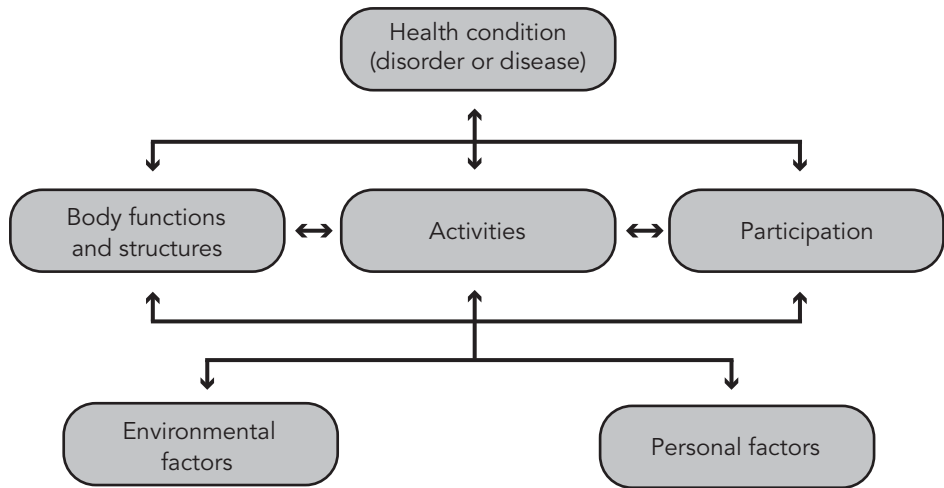 Health condition
(disorder or disease)
Body functions
and structures
Activities
Participation
Environmental
factors
Personal factors